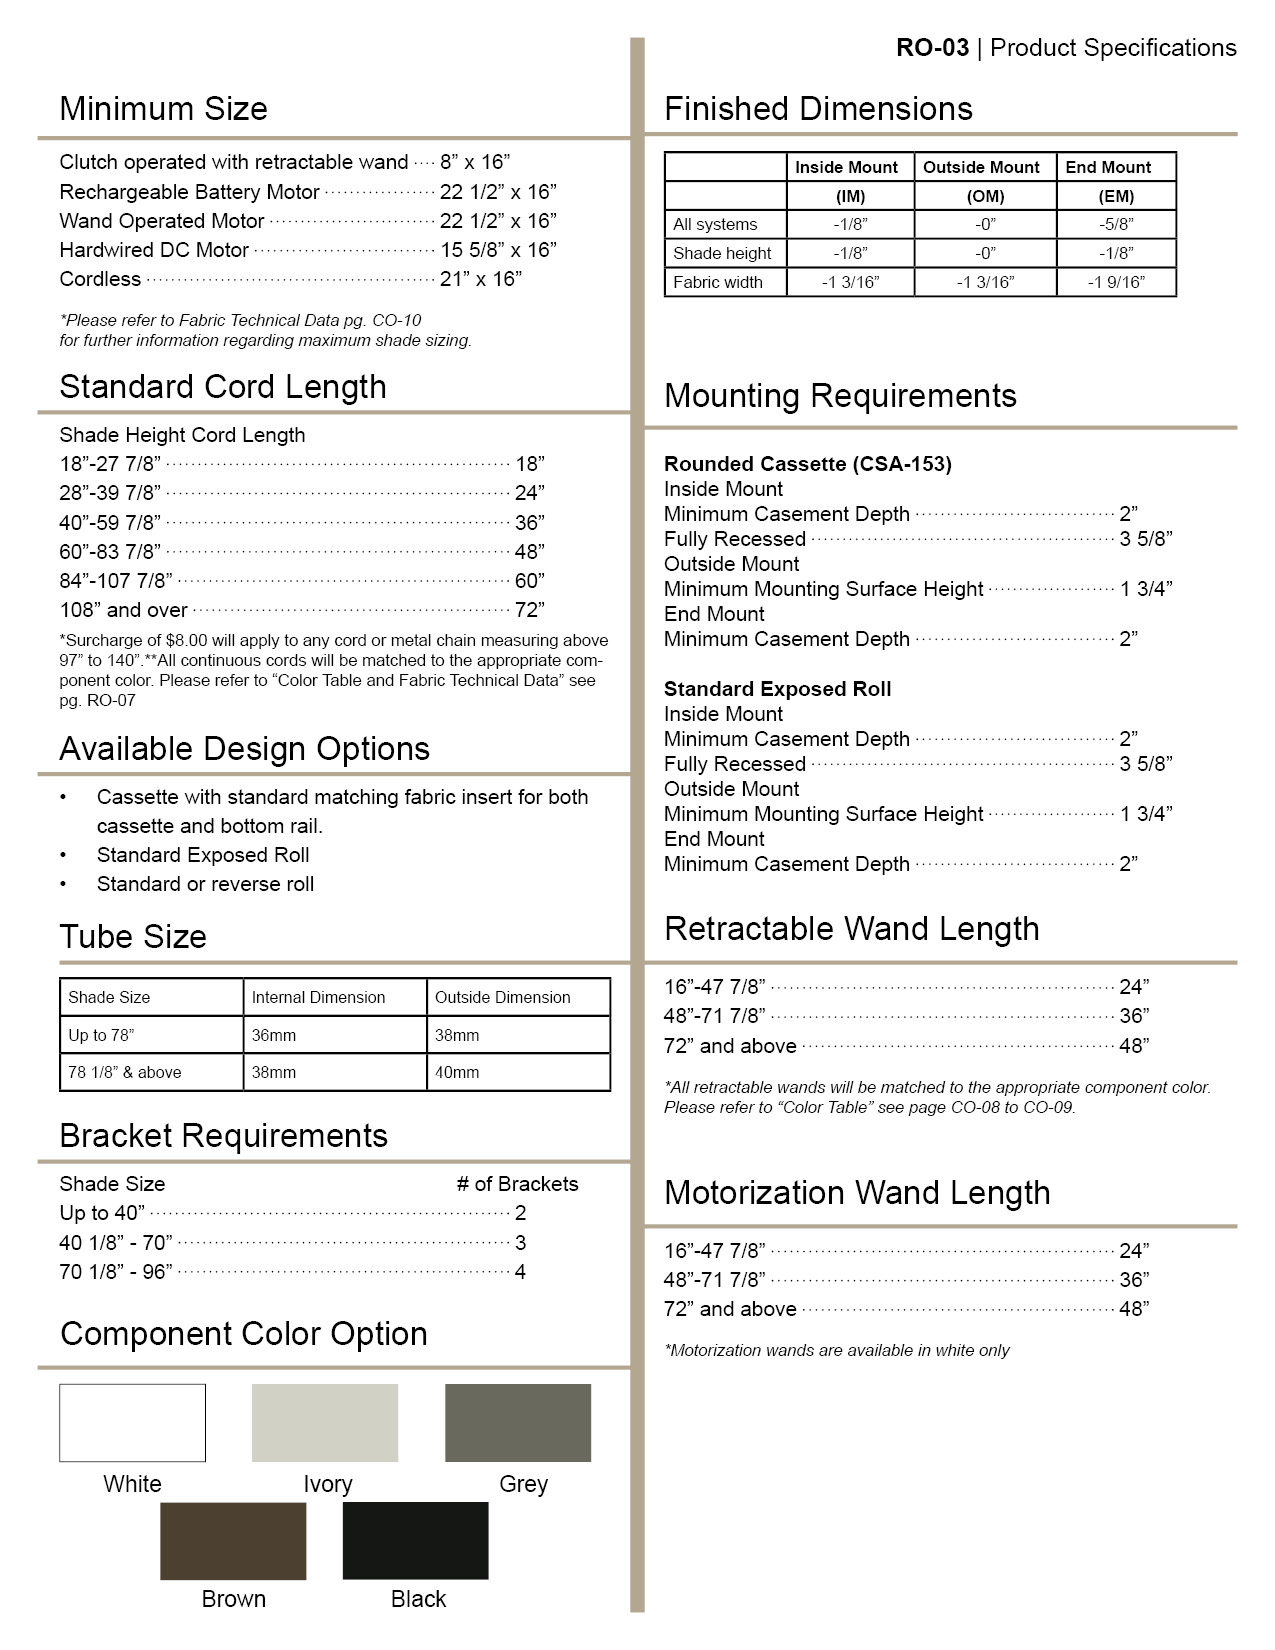 RO-03 | Product Specifications
Minimum Size
Clutch operated with retractable wand ···· 8” x 16”
Rechargeable Battery Motor ·················· 22 1/2” x 16”
Wand Operated Motor ·························· 22 1/2” x 16”
Hardwired DC Motor ····························· 15 5/8” x 16”
Cordless ·············································· 21” x 16”
*Please refer to Fabric Technical Data pg. CO-10
for further information regarding maximum shade sizing.
Standard Cord Length
Shade Height Cord Length
18”-27 7/8” ······················································· 18”
28”-39 7/8” ······················································· 24”
40”-59 7/8” ······················································· 36”
60”-83 7/8” ······················································· 48”
84”-107 7/8” ····················································· 60”
108” and over ··················································· 72”
*Surcharge of $8.00 will apply to any cord or metal chain measuring above
97” to 140”.**All continuous cords will be matched to the appropriate com-
ponent color. Please refer to “Color Table and Fabric Technical Data” see
pg. RO-07
Available Design Options
• Cassette with standard matching fabric insert for both
cassette and bottom rail.
• Standard Exposed Roll
• Standard or reverse roll
Tube Size
Shade Size Internal Dimension Outside Dimension
Up to 78” 36mm 38mm
78 1/8” & above 38mm 40mm
Bracket Requirements
Shade Size # of Brackets
Up to 40” ·························································· 2
40 1/8” - 70” ····················································· 3
70 1/8” - 96” ····················································· 4
Component Color Option
White Ivory Grey
Brown Black
Finished Dimensions
Inside Mount Outside Mount End Mount
(IM) (OM) (EM)
All systems -1/8” -0” -5/8”
Shade height -1/8” -0” -1/8”
Fabric width -1 3/16” -1 3/16” -1 9/16”
Mounting Requirements
Rounded Cassette (CSA-153)
Inside Mount
Minimum Casement Depth ································ 2”
Fully Recessed ················································· 3 5/8”
Outside Mount
Minimum Mounting Surface Height ····················· 1 3/4”
End Mount
Minimum Casement Depth ································ 2”
Standard Exposed Roll
Inside Mount
Minimum Casement Depth ································ 2”
Fully Recessed ················································· 3 5/8”
Outside Mount
Minimum Mounting Surface Height ····················· 1 3/4”
End Mount
Minimum Casement Depth ································ 2”
Retractable Wand Length
16”-47 7/8” ······················································· 24”
48”-71 7/8” ······················································· 36”
72” and above ·················································· 48”
*All retractable wands will be matched to the appropriate component color.
Please refer to “Color Table” see page CO-08 to CO-09.
Motorization Wand Length
16”-47 7/8” ······················································· 24”
48”-71 7/8” ······················································· 36”
72” and above ·················································· 48”
*Motorization wands are available in white only